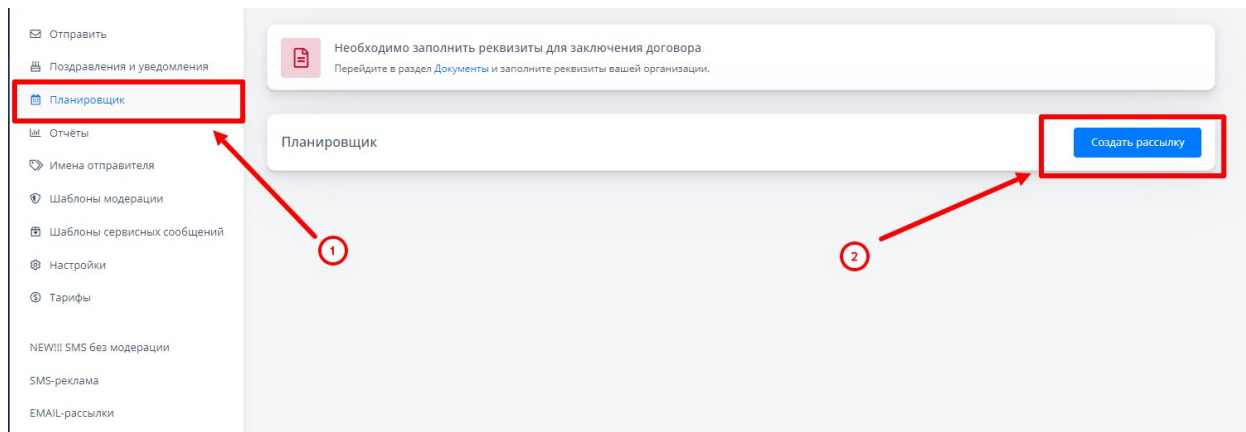 Отправить
Поздравления и уведомления
Планировщик
Отчёты
Имена отправителя
Шаблоны модерации
Шаблоны сервисных сообщений
Настройки
Тарифы
NEW!!! SMS без модерации
SMS-реклама
EMAIL-рассылки
Необходимо заполнить реквизиты для заключения договора
Перейдите в раздел Документы и заполните реквизиты вашей организации.
Планировщик
Создать рассылку
1
2